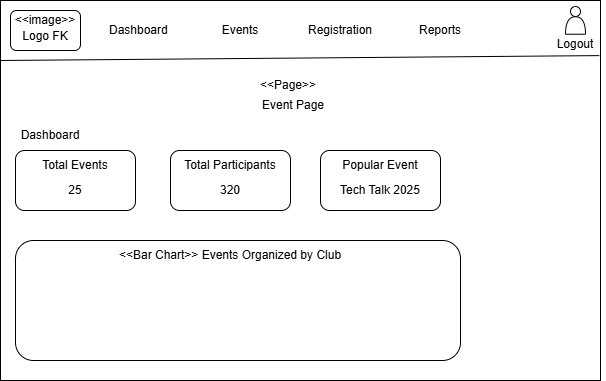 <<image>>
Logo FK
Dashboard
Events
Registration
Reports
Logout
<<Page>>
Event Page
Dashboard
Total Events
25
Total Participants
320
Popular Event
Tech Talk 2025
<<Bar Chart>> Events Organized by Club